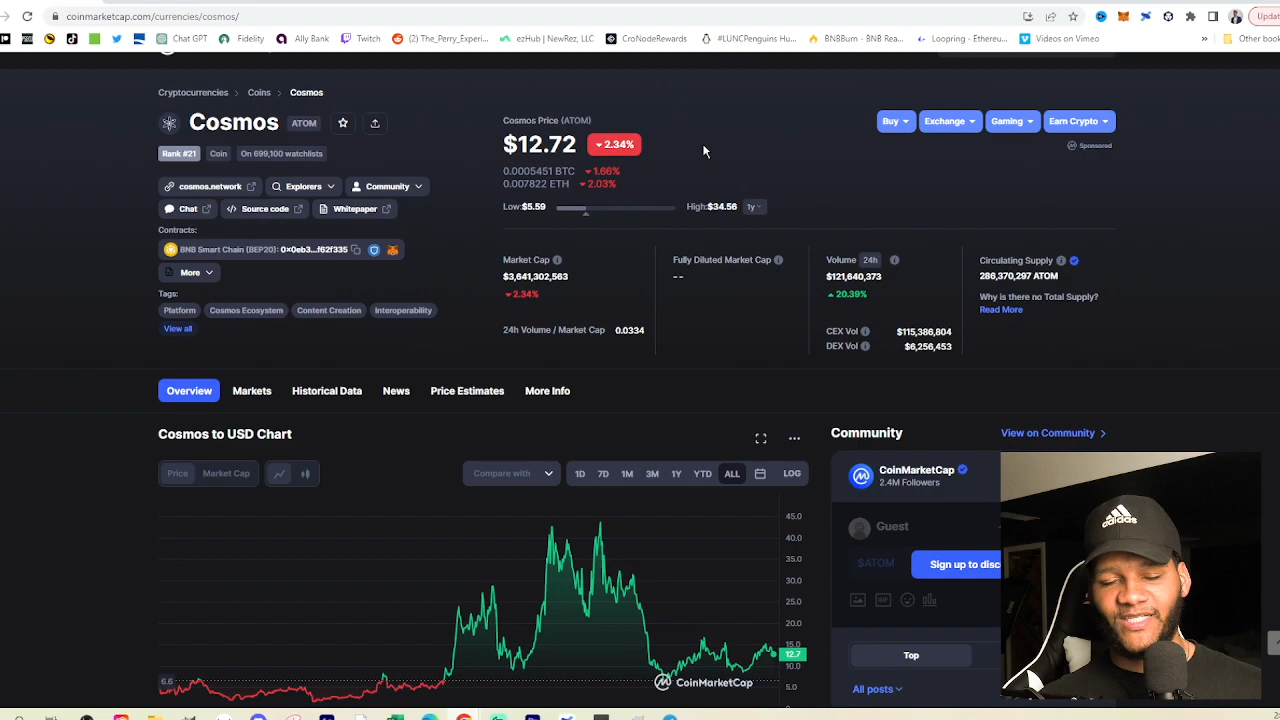 coinmarketcap.com/currencies/cosmos/
Updat
Chat GPT
Fidelity
Ally Bank
Twitch
(2) The_Perry_Experi...
ezHub | NewRez, LLC
CroNodeRewards
#LUNCPenguins Hu...
BNBBurn - BNB Rea...
Loopring - Ethereu...
Videos on Vimeo
»
Other book
Cryptocurrencies > Coins > Cosmos
Cosmos ATOM
Rank #21 Coin On 699,100 watchlists
cosmos.network Explorers Community
Chat Source code Whitepaper
Contracts:
BNB Smart Chain (BEP20): 0x0eb3...f62f335
More
Tags:
Platform Cosmos Ecosystem Content Creation Interoperability
View all
Cosmos Price (ATOM)
$12.72 2.34%
0.0005451 BTC 1.66%
0.007822 ETH 2.03%
Low:$5.59 High:$34.56 1y
Buy Exchange Gaming Earn Crypto
Sponsored
Market Cap
$3,641,302,563
2.34%
24h Volume / Market Cap 0.0334
Fully Diluted Market Cap
- -
Volume 24h
$121,640,373
20.39%
CEX Vol $115,386,804
DEX Vol $6,256,453
Circulating Supply
286,370,297 ATOM
Why is there no Total Supply?
Read More
Overview Markets Historical Data News Price Estimates More Info
Cosmos to USD Chart
Price Market Cap
Compare with
1D 7D 1M 3M 1Y YTD ALL LOG
45.0
40.0
35.0
30.0
25.0
20.0
15.0
12.7
10.0
5.0
6.6
CoinMarketCap
Community
View on Community >
CoinMarketCap
2.4M Followers
Guest
$ATOM
Sign up to disc
GIF
Top
All posts
adidas